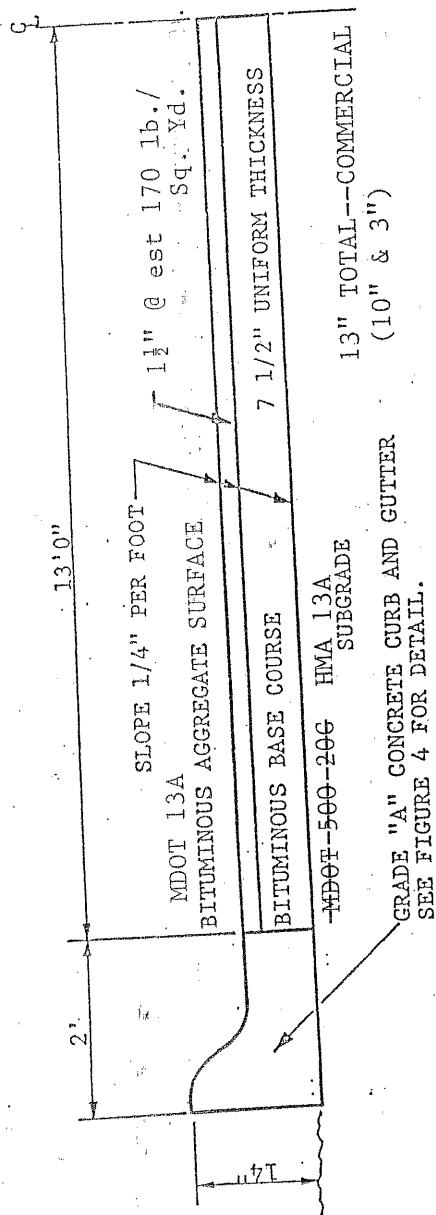 C̵L
13'0"
2'
SLOPE 1/4" PER FOOT
1½" @ est 170 lb./
Sq. Yd.
MDOT 13A
BITUMINOUS AGGREGATE SURFACE
BITUMINOUS BASE COURSE
7 1/2" UNIFORM THICKNESS
14"
MDOT 500 20C HMA 13A
SUBGRADE
13" TOTAL--COMMERCIAL
(10" & 3")
GRADE "A" CONCRETE CURB AND GUTTER
SEE FIGURE 4 FOR DETAIL.